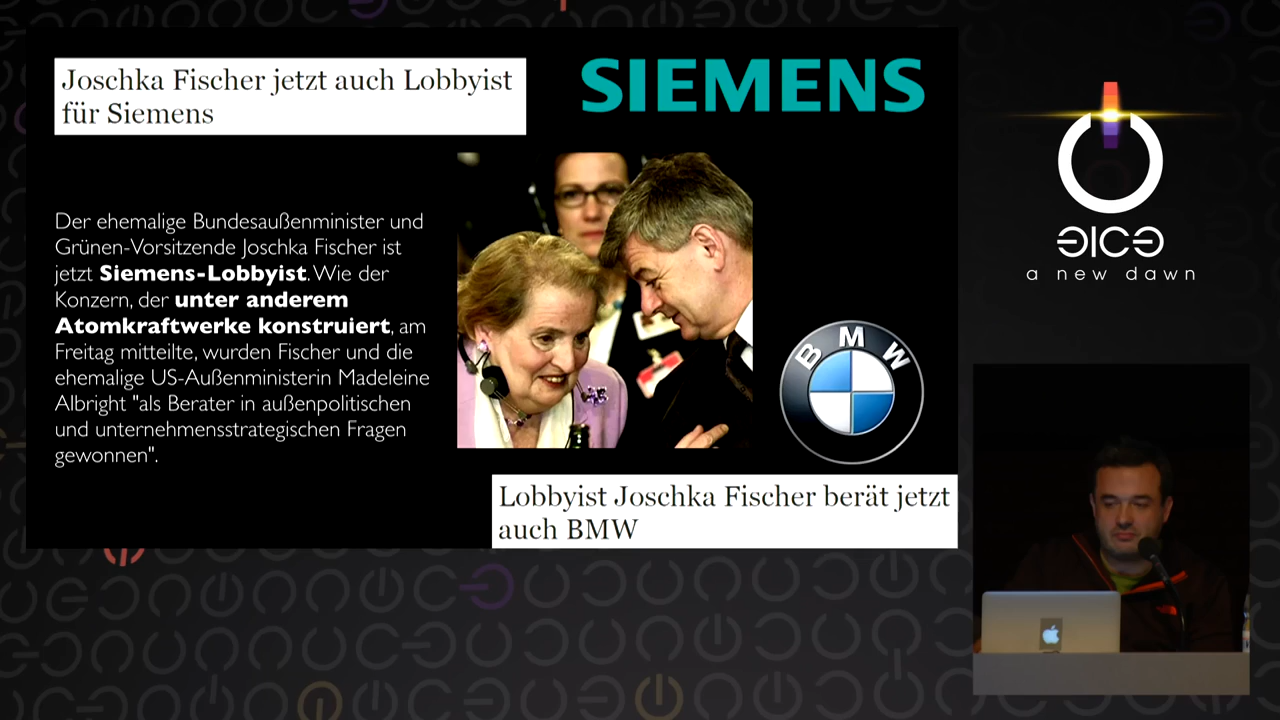 Joschka Fischer jetzt auch Lobbyist
für Siemens
SIEMENS
Der ehemalige Bundesaußenminister und
Grünen-Vorsitzende Joschka Fischer ist
jetzt Siemens-Lobbyist. Wie der
Konzern, der unter anderem
Atomkraftwerke konstruiert, am
Freitag mitteilte, wurden Fischer und die
ehemalige US-Außenministerin Madeleine
Albright "als Berater in außenpolitischen
und unternehmensstrategischen Fragen
gewonnen".
BMW
Lobbyist Joschka Fischer berät jetzt
auch BMW
a new dawn